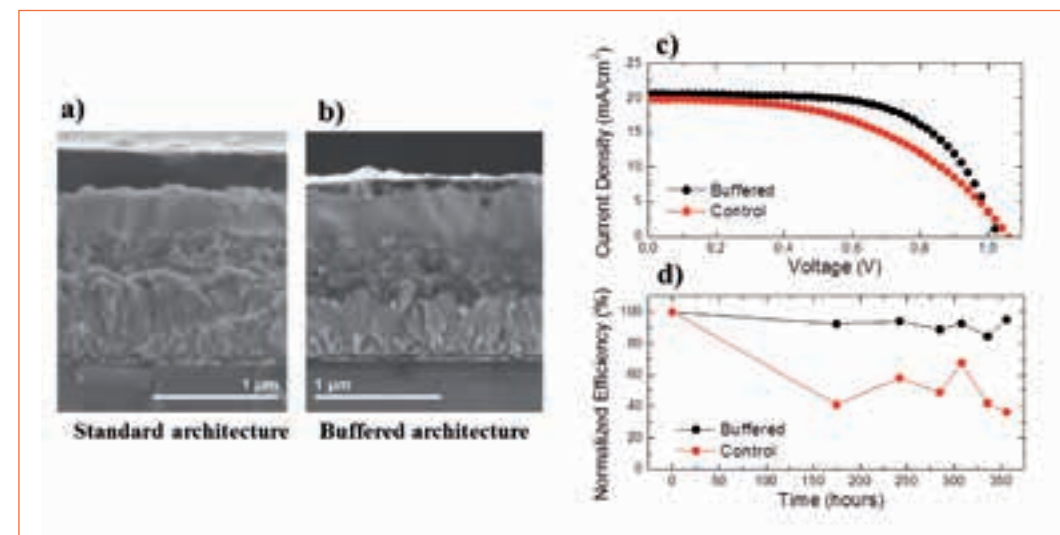 a)
1 µm
Standard architecture
b)
1 µm
Buffered architecture
c)
Current Density (mA/cm²)
25
20
15
10
5
0
Buffered
Control
0.0 0.2 0.4 0.6 0.8 1.0
Voltage (V)
d)
Normalized Efficiency (%)
100
80
60
40
20
0
Buffered
Control
0 50 100 150 200 250 300 350
Time (hours)